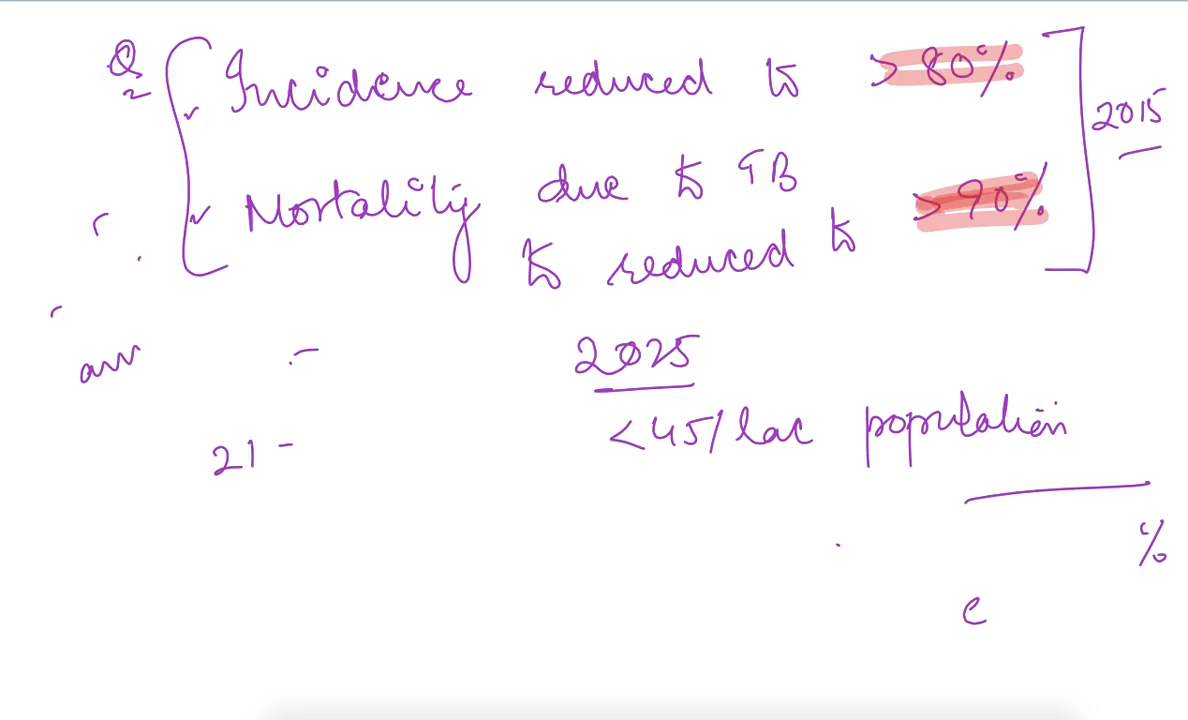 Q Incidence reduced to >80% 2015
Mortality due to TB
to reduced to >90%
2025
21 - <45/lac population
%
e